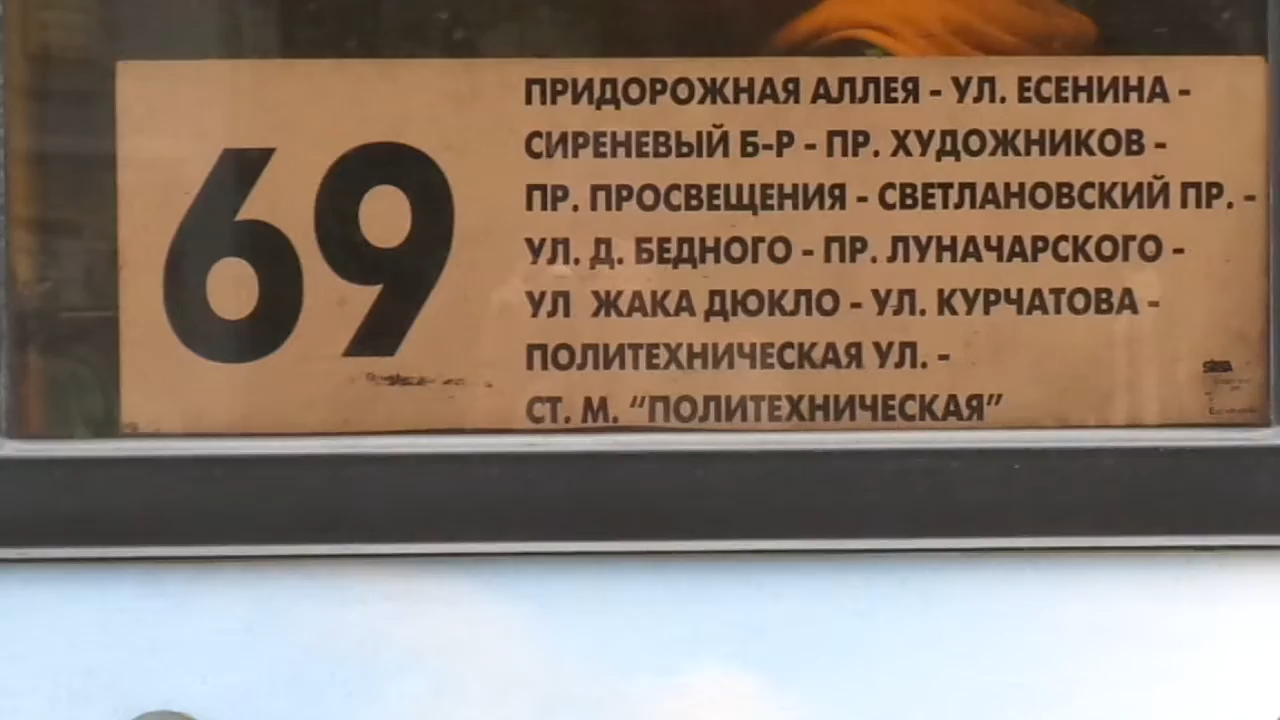 69
ПРИДОРОЖНАЯ АЛЛЕЯ - УЛ. ЕСЕНИНА -
СИРЕНЕВЫЙ Б-Р - ПР. ХУДОЖНИКОВ -
ПР. ПРОСВЕЩЕНИЯ - СВЕТЛАНОВСКИЙ ПР. -
УЛ. Д. БЕДНОГО - ПР. ЛУНАЧАРСКОГО -
УЛ ЖАКА ДЮКЛО - УЛ. КУРЧАТОВА -
ПОЛИТЕХНИЧЕСКАЯ УЛ. -
СТ. М. “ПОЛИТЕХНИЧЕСКАЯ”